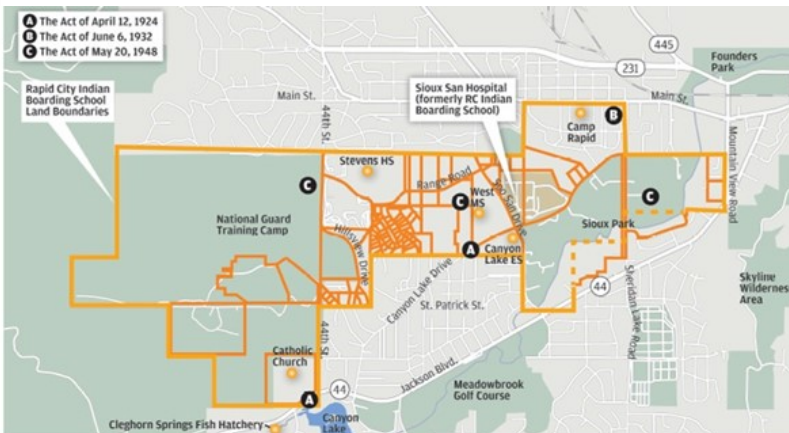 A The Act of April 12, 1924
B The Act of June 6, 1932
C The Act of May 20, 1948
Rapid City Indian
Boarding School
Land Boundaries
Main St.
44th St.
Sioux San Hospital
(formerly RC Indian
Boarding School)
231
445
Founders
Park
Main St.
Camp
Rapid
B
Mountain View Road
C
Stevens HS
Range Road
C
West
MS
Soo San Drive
C
Sioux Park
National Guard
Training Camp
Hillsview Drive
A
Canyon
Lake ES
Canyon Lake Drive
St. Patrick St.
44
Sheridan Lake Road
Skyline
Wilderness
Area
44th St.
Catholic
Church
A
44
Jackson Blvd.
Meadowbrook
Golf Course
Canyon
Lake
Cleghorn Springs Fish Hatchery